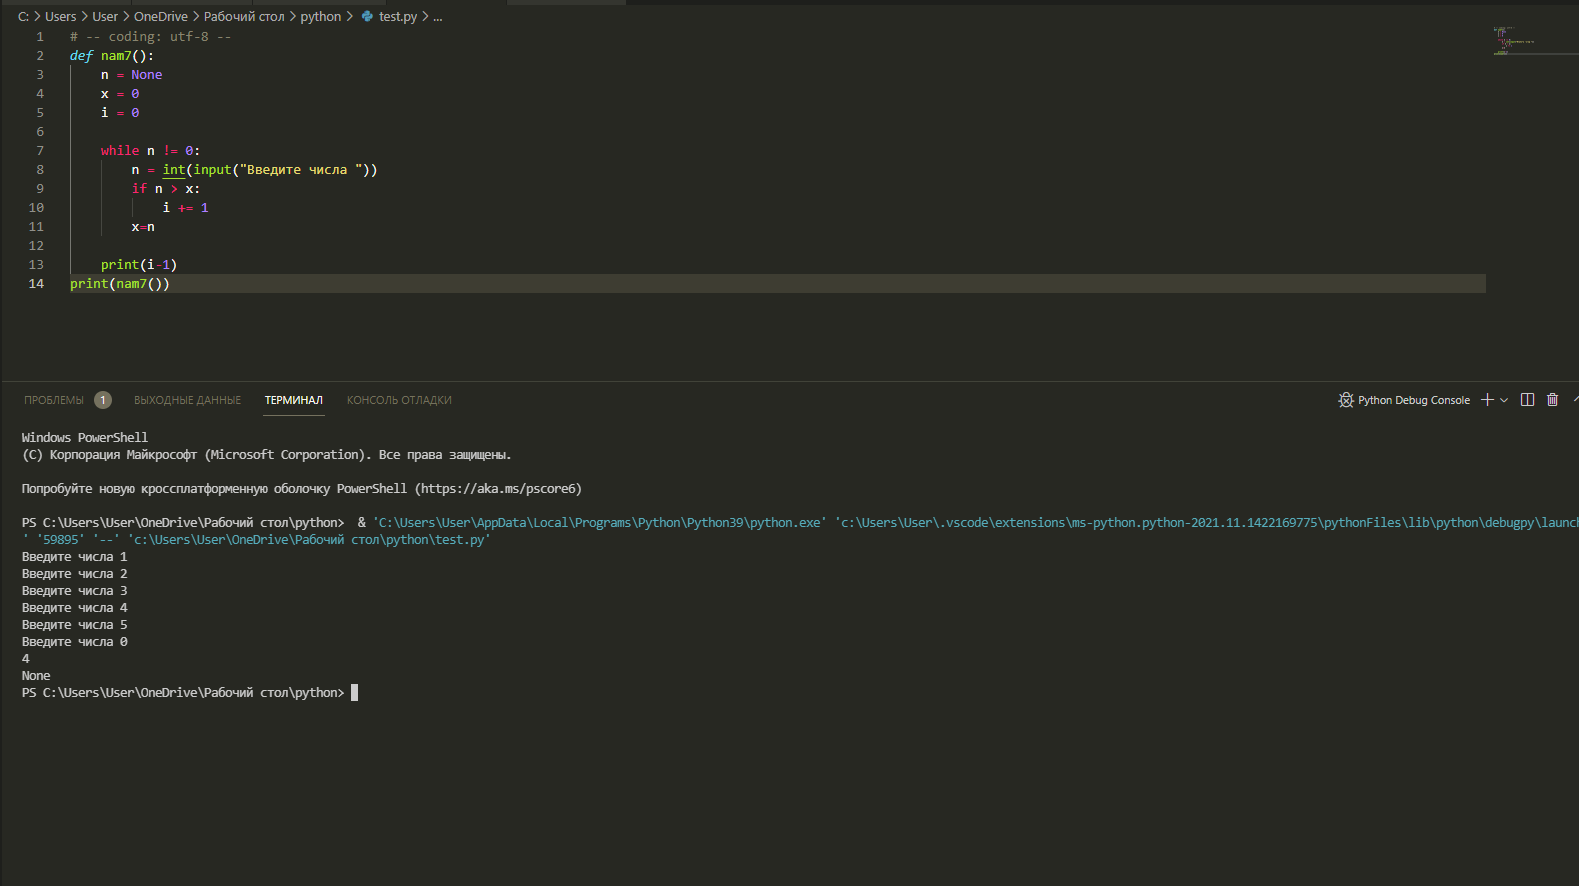 C: > Users > User > OneDrive > Рабочий стол > python > test.py > ...
1 # -- coding: utf-8 --
2 def nam7():
3 n = None
4 x = 0
5 i = 0
6
7 while n != 0:
8 n = int(input("Введите числа "))
9 if n > x:
10 i += 1
11 x=n
12
13 print(i-1)
14 print(nam7())
ПРОБЛЕМЫ 1 ВЫХОДНЫЕ ДАННЫЕ ТЕРМИНАЛ КОНСОЛЬ ОТЛАДКИ Python Debug Console
Windows PowerShell
(C) Корпорация Майкрософт (Microsoft Corporation). Все права защищены.
Попробуйте новую кроссплатформенную оболочку PowerShell (https://aka.ms/pscore6)
PS C:\Users\User\OneDrive\Рабочий стол\python> & 'C:\Users\User\AppData\Local\Programs\Python\Python39\python.exe' 'c:\Users\User\.vscode\extensions\ms-python.python-2021.11.1422169775\pythonFiles\lib\python\debugpy\launch
' '59895' '--' 'c:\Users\User\OneDrive\Рабочий стол\python\test.py'
Введите числа 1
Введите числа 2
Введите числа 3
Введите числа 4
Введите числа 5
Введите числа 0
4
None
PS C:\Users\User\OneDrive\Рабочий стол\python>